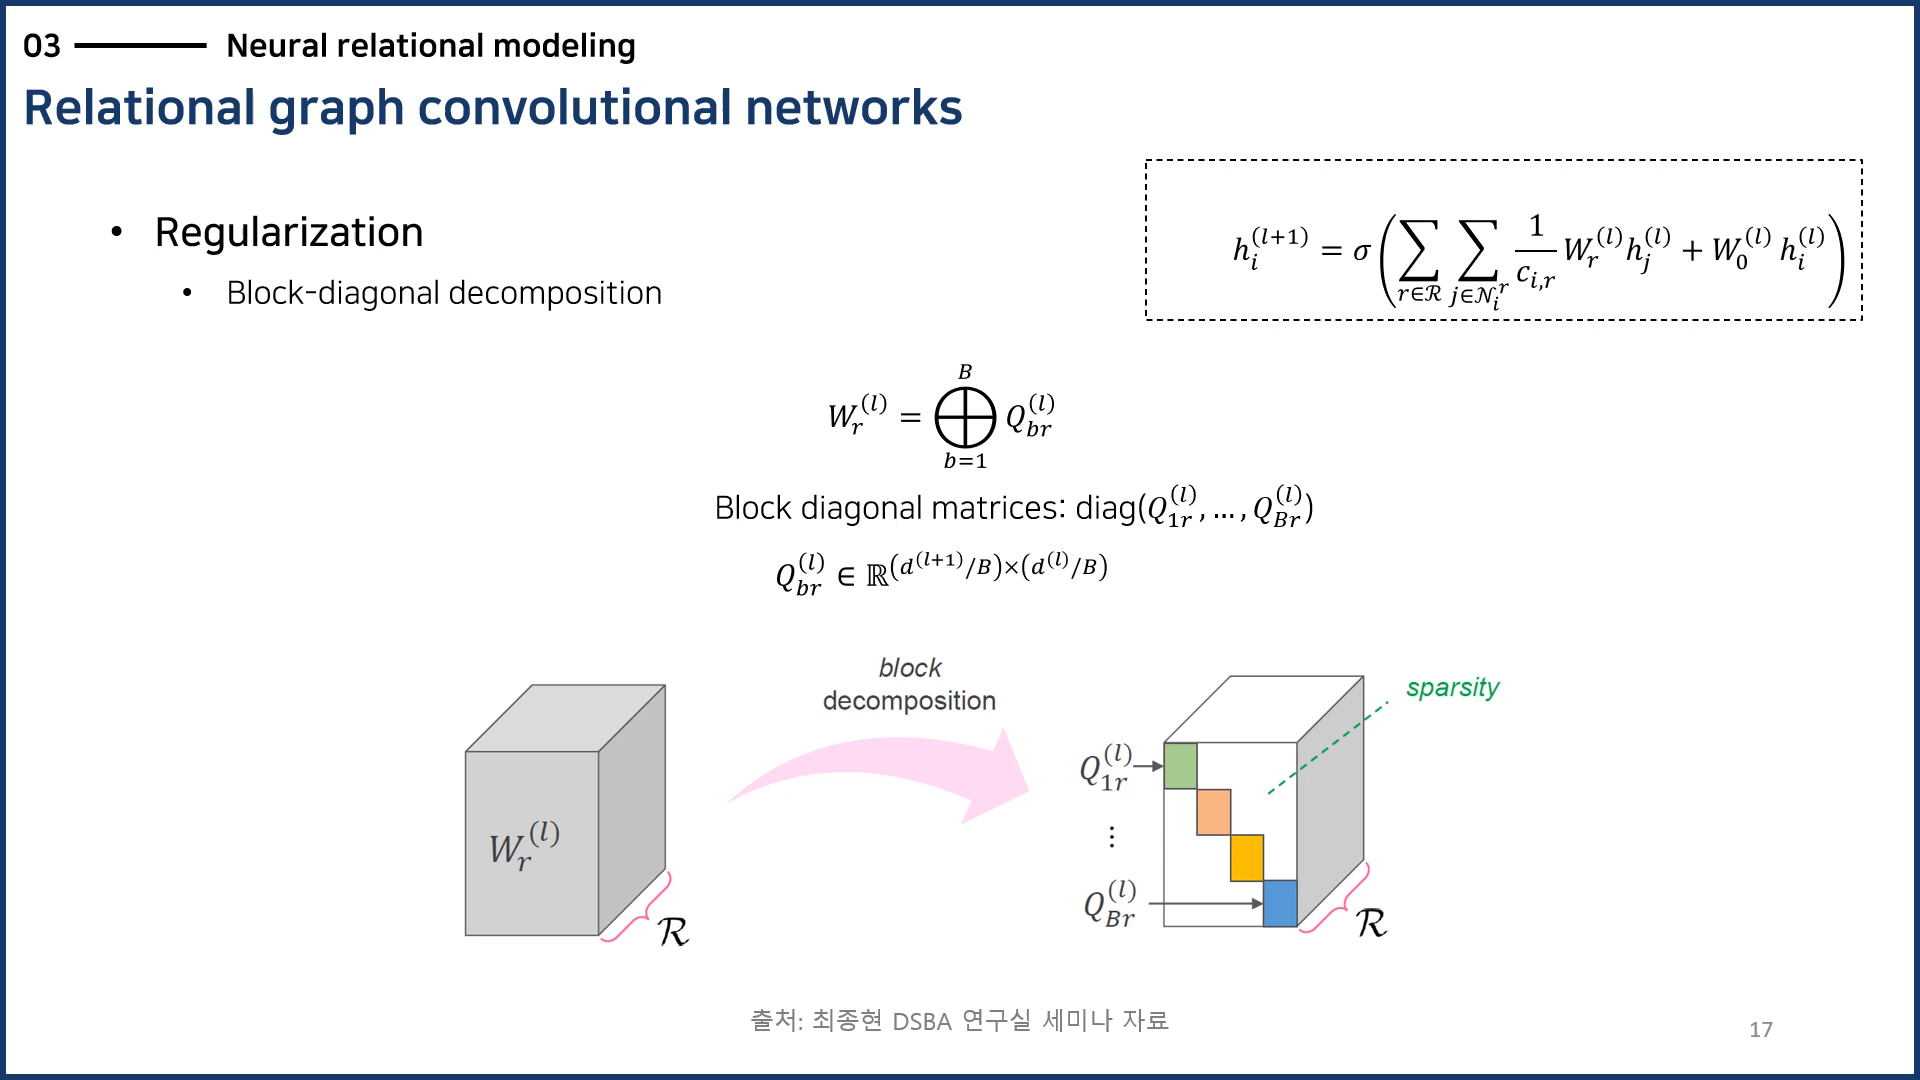 03 Neural relational modeling
Relational graph convolutional networks
• Regularization
• Block-diagonal decomposition
h_i^{(l+1)} = σ( ∑_{r∈ℛ} ∑_{j∈𝒩_i^r} \frac{1}{c_{i,r}} W_r^{(l)} h_j^{(l)} + W_0^{(l)} h_i^{(l)} )
W_r^{(l)} = ⨁_{b=1}^{B} Q_{br}^{(l)}
Block diagonal matrices: diag(Q_{1r}^{(l)}, … , Q_{Br}^{(l)})
Q_{br}^{(l)} ∈ ℝ^{(d^{(l+1)}/B)×(d^{(l)}/B)}
block
decomposition
sparsity
W_r^{(l)}
ℛ
Q_{1r}^{(l)}
⋮
Q_{Br}^{(l)}
ℛ
출처: 최종현 DSBA 연구실 세미나 자료
17